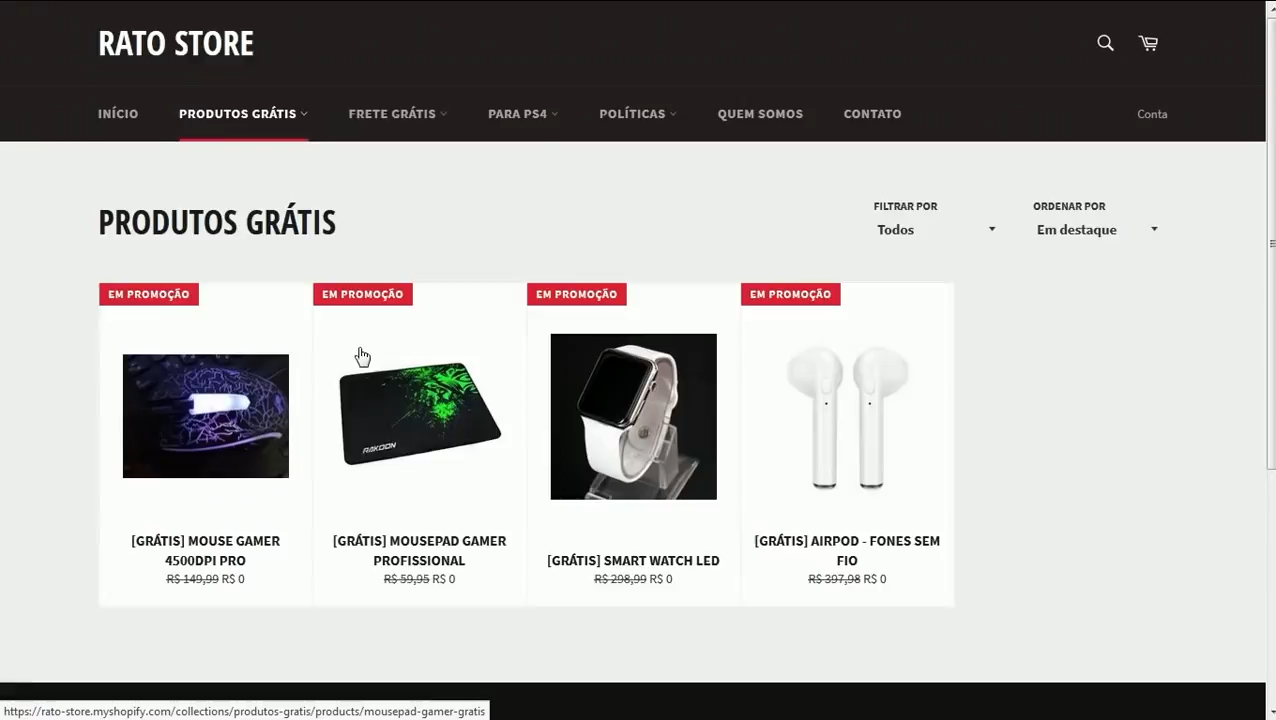 RATO STORE
INÍCIO PRODUTOS GRÁTIS FRETE GRÁTIS PARA PS4 POLÍTICAS QUEM SOMOS CONTATO Conta
PRODUTOS GRÁTIS
FILTRAR POR
Todos
ORDENAR POR
Em destaque
EM PROMOÇÃO
RAKOON
[GRÁTIS] MOUSE GAMER
4500DPI PRO
R$ 149,99 R$ 0
EM PROMOÇÃO
[GRÁTIS] MOUSEPAD GAMER
PROFISSIONAL
R$ 59,95 R$ 0
EM PROMOÇÃO
[GRÁTIS] SMART WATCH LED
R$ 298,99 R$ 0
EM PROMOÇÃO
[GRÁTIS] AIRPOD - FONES SEM
FIO
R$ 397,98 R$ 0
https://rato-store.myshopify.com/collections/produtos-gratis/products/mousepad-gamer-gratis